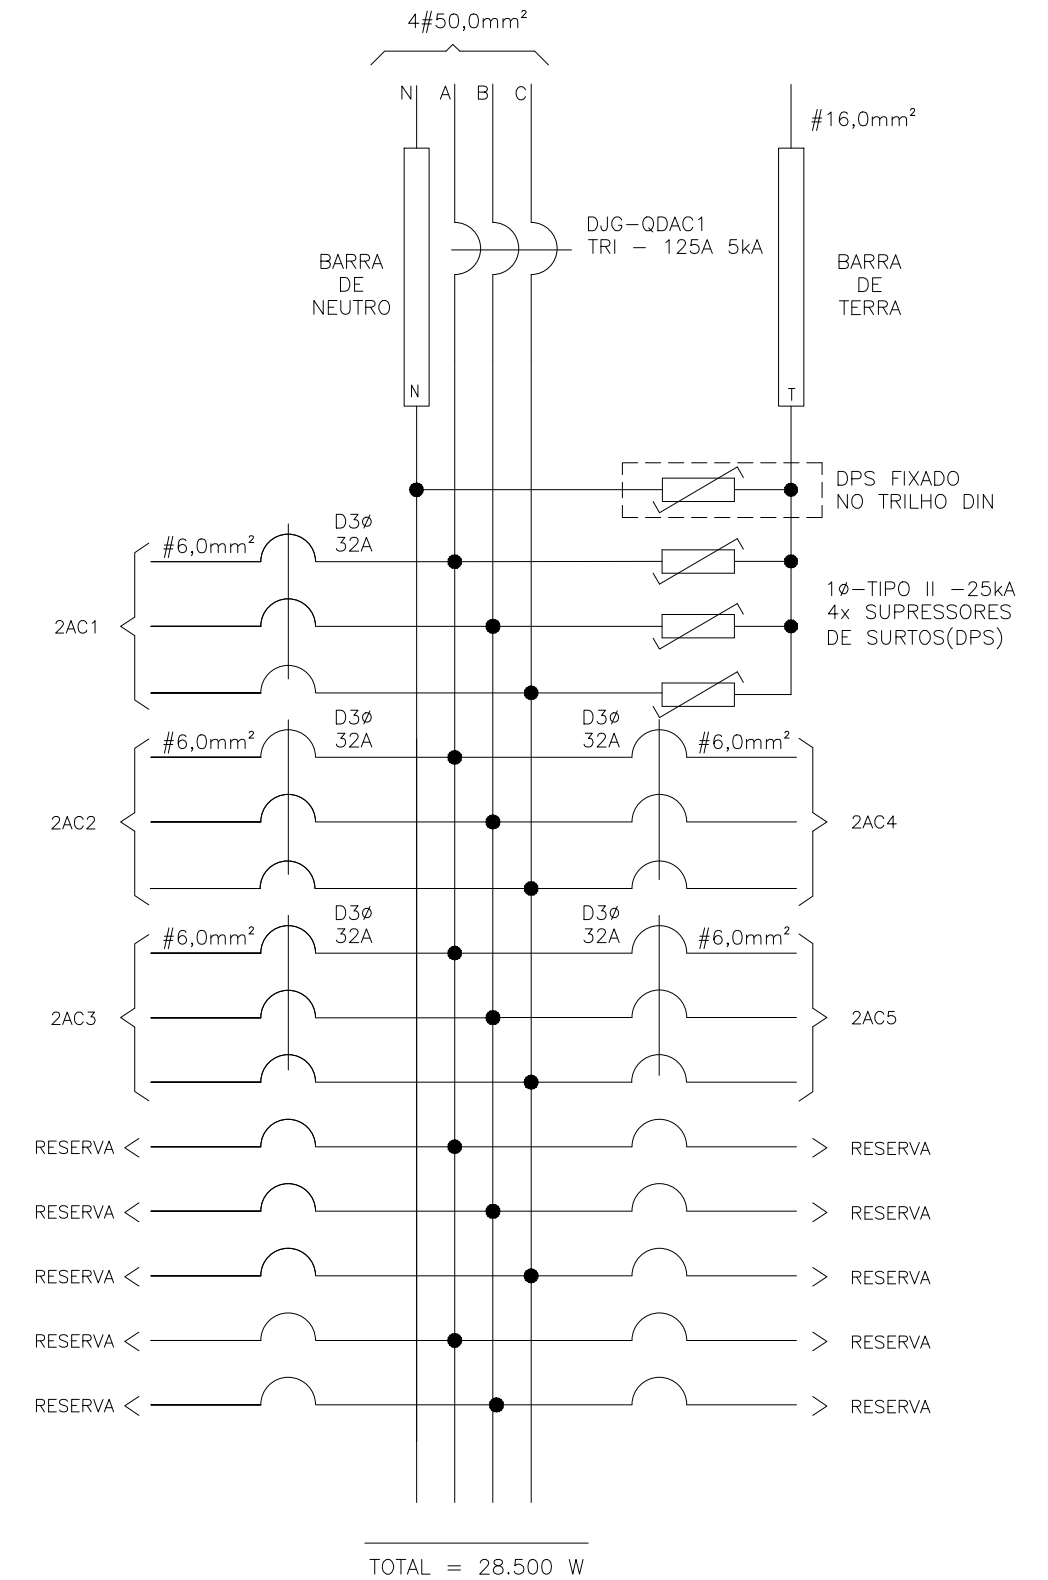 4#50,0mm²
N A B C
#16,0mm²
DJG-QDAC1
TRI - 125A 5kA
BARRA
DE
NEUTRO
BARRA
DE
TERRA
N
T
DPS FIXADO
NO TRILHO DIN
#6,0mm²
D3ø
32A
2AC1
1ø-TIPO II -25kA
4x SUPRESSORES
DE SURTOS(DPS)
#6,0mm²
D3ø
32A
D3ø
32A
#6,0mm²
2AC2
2AC4
#6,0mm²
D3ø
32A
D3ø
32A
#6,0mm²
2AC3
2AC5
RESERVA
RESERVA
RESERVA
RESERVA
RESERVA
RESERVA
RESERVA
RESERVA
RESERVA
RESERVA
TOTAL = 28.500 W